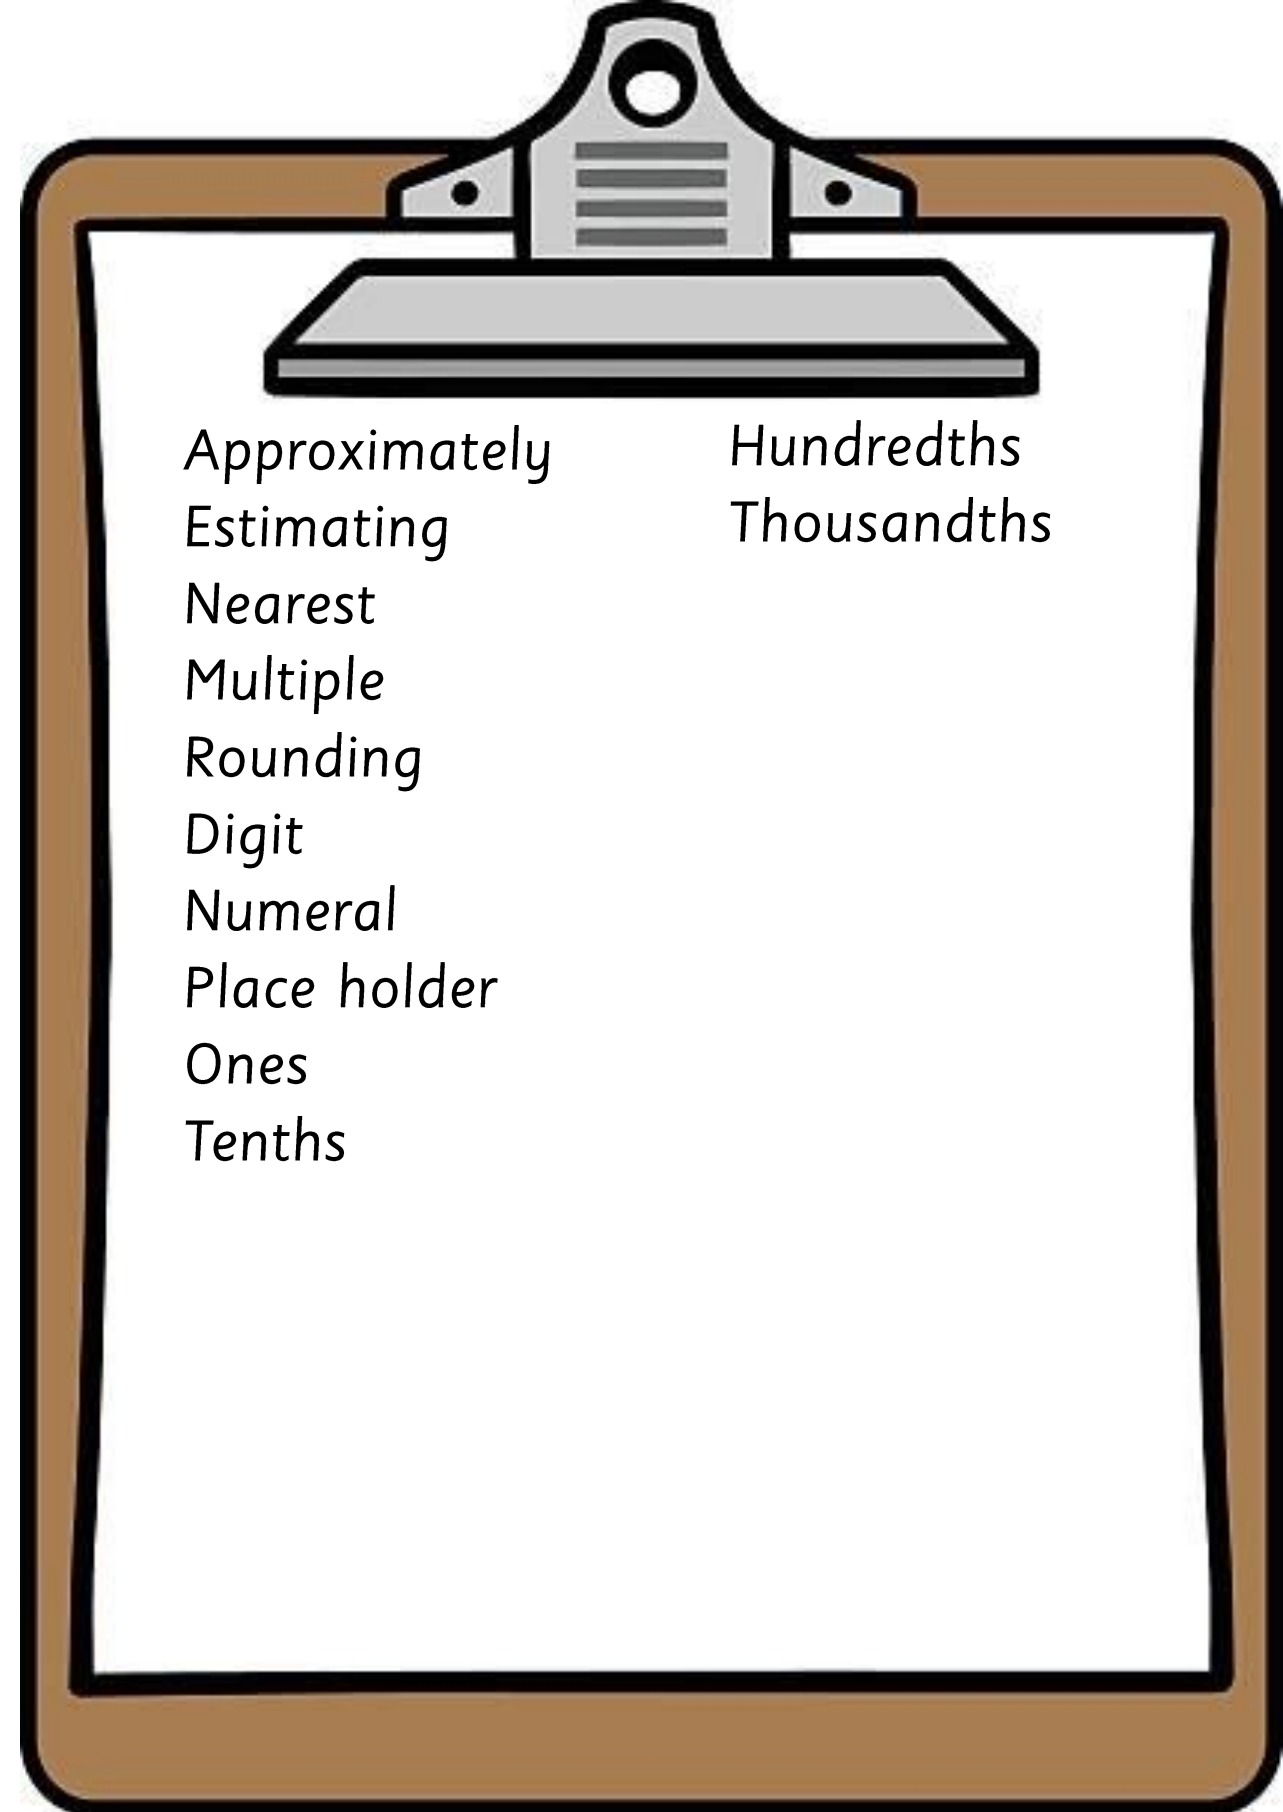 Approximately
Estimating
Nearest
Multiple
Rounding
Digit
Numeral
Place holder
Ones
Tenths
Hundredths
Thousandths